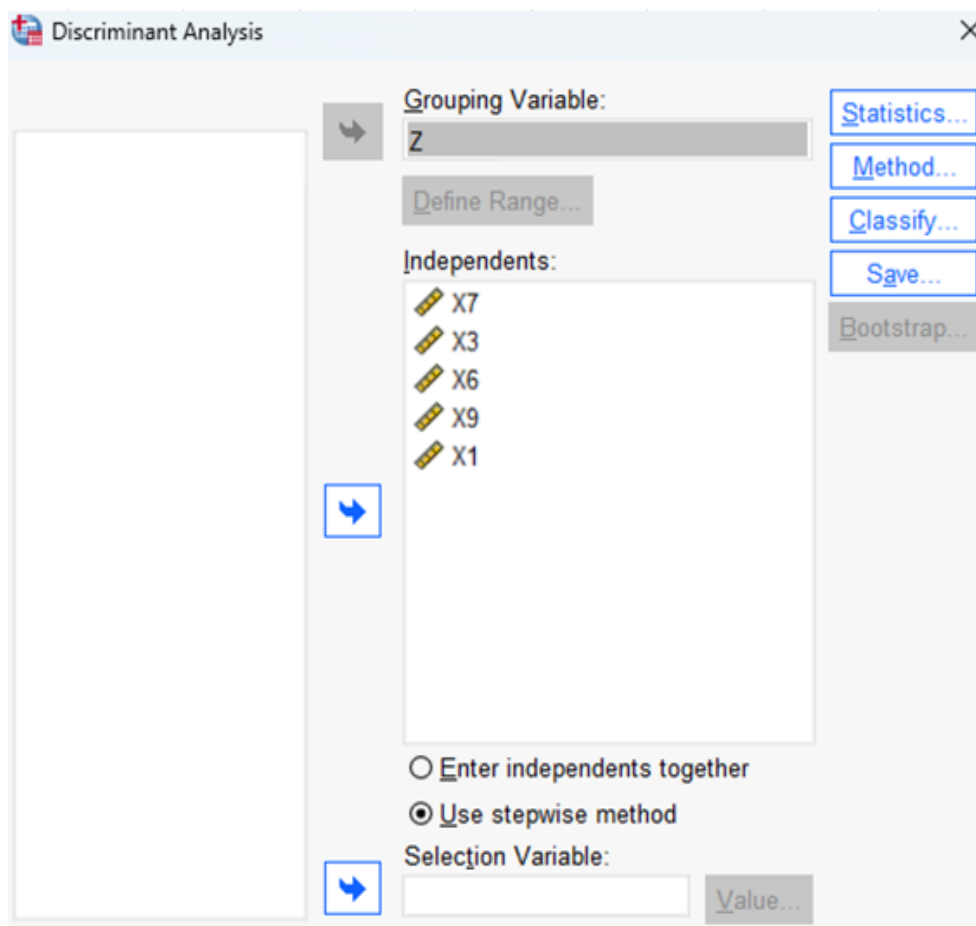 Discriminant Analysis
Grouping Variable:
Z
Define Range...
Independents:
X7
X3
X6
X9
X1
Enter independents together
Use stepwise method
Selection Variable:
Value...
Statistics...
Method...
Classify...
Save...
Bootstrap...